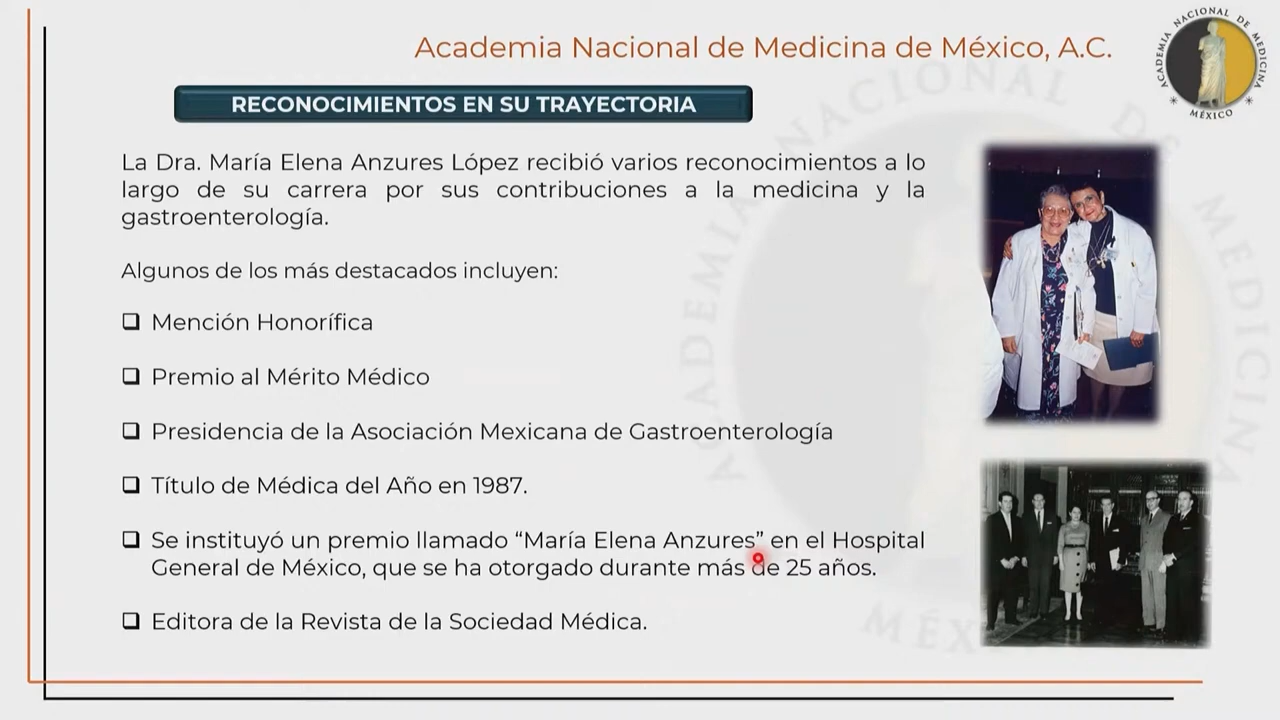 Academia Nacional de Medicina de México, A.C.
ACADEMIA NACIONAL DE MEDICINA
MÉXICO
RECONOCIMIENTOS EN SU TRAYECTORIA
La Dra. María Elena Anzures López recibió varios reconocimientos a lo
largo de su carrera por sus contribuciones a la medicina y la
gastroenterología.
Algunos de los más destacados incluyen:
❑ Mención Honorífica
❑ Premio al Mérito Médico
❑ Presidencia de la Asociación Mexicana de Gastroenterología
❑ Título de Médica del Año en 1987.
❑ Se instituyó un premio llamado “María Elena Anzures” en el Hospital
General de México, que se ha otorgado durante más de 25 años.
❑ Editora de la Revista de la Sociedad Médica.